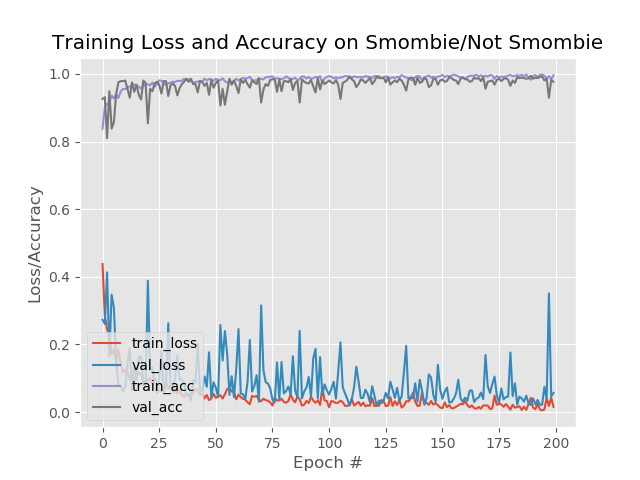 Training Loss and Accuracy on Smombie/Not Smombie
1.0
0.8
0.6
0.4
0.2
0.0
Loss/Accuracy
train_loss
val_loss
train_acc
val_acc
0 25 50 75 100 125 150 175 200
Epoch #